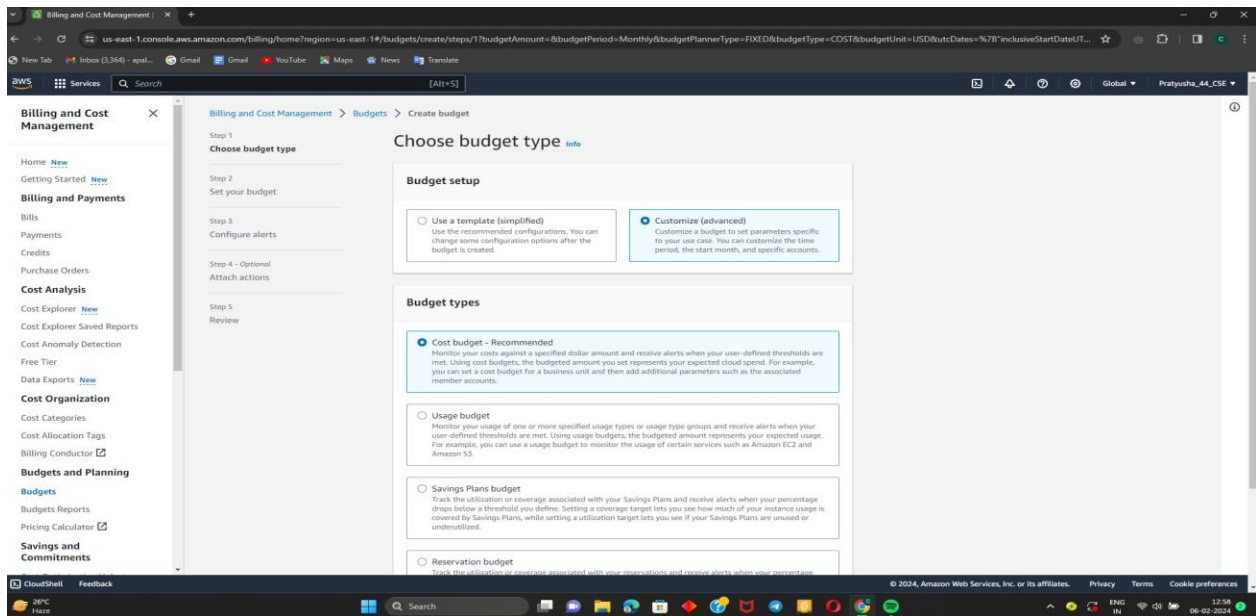 Billing and Cost Management |
us-east-1.console.aws.amazon.com/billing/home?region=us-east-1#/budgets/create/steps/1?budgetAmount=&budgetPeriod=Monthly&budgetPlannerType=FIXED&budgetType=COST&budgetUnit=USD&utcDates=%7B"inclusiveStartDateUT...
New Tab
Inbox (3,364) - apal...
Gmail
Gmail
YouTube
Maps
News
Translate
aws
Services
Search
[Alt+S]
Global
Pratyusha_44_CSE
Billing and Cost
Management
Home New
Getting Started New
Billing and Payments
Bills
Payments
Credits
Purchase Orders
Cost Analysis
Cost Explorer New
Cost Explorer Saved Reports
Cost Anomaly Detection
Free Tier
Data Exports New
Cost Organization
Cost Categories
Cost Allocation Tags
Billing Conductor
Budgets and Planning
Budgets
Budgets Reports
Pricing Calculator
Savings and
Commitments
Billing and Cost Management > Budgets > Create budget
Step 1
Choose budget type
Step 2
Set your budget
Step 3
Configure alerts
Step 4 - Optional
Attach actions
Step 5
Review
Choose budget type Info
Budget setup
Use a template (simplified)
Use the recommended configurations. You can
change some configuration options after the
budget is created.
Customize (advanced)
Customize a budget to set parameters specific
to your use case. You can customize the time
period, the start month, and specific accounts.
Budget types
Cost budget - Recommended
Monitor your costs against a specified dollar amount and receive alerts when your user-defined thresholds are
met. Using cost budgets, the budgeted amount you set represents your expected cloud spend. For example,
you can set a cost budget for a business unit and then add additional parameters such as the associated
member accounts.
Usage budget
Monitor your usage of one or more specified usage types or usage type groups and receive alerts when your
user-defined thresholds are met. Using usage budgets, the budgeted amount represents your expected usage.
For example, you can use a usage budget to monitor the usage of certain services such as Amazon EC2 and
Amazon S3.
Savings Plans budget
Track the utilization or coverage associated with your Savings Plans and receive alerts when your percentage
drops below a threshold you define. Setting a coverage target lets you see how much of your instance usage is
covered by Savings Plans, while setting a utilization target lets you see if your Savings Plans are unused or
underutilized.
Reservation budget
Track the utilization or coverage associated with your reservations and receive alerts when your percentage
CloudShell
Feedback
© 2024, Amazon Web Services, Inc. or its affiliates.
Privacy
Terms
Cookie preferences
26°C
Haze
Search
ENG
IN
12:58
06-02-2024